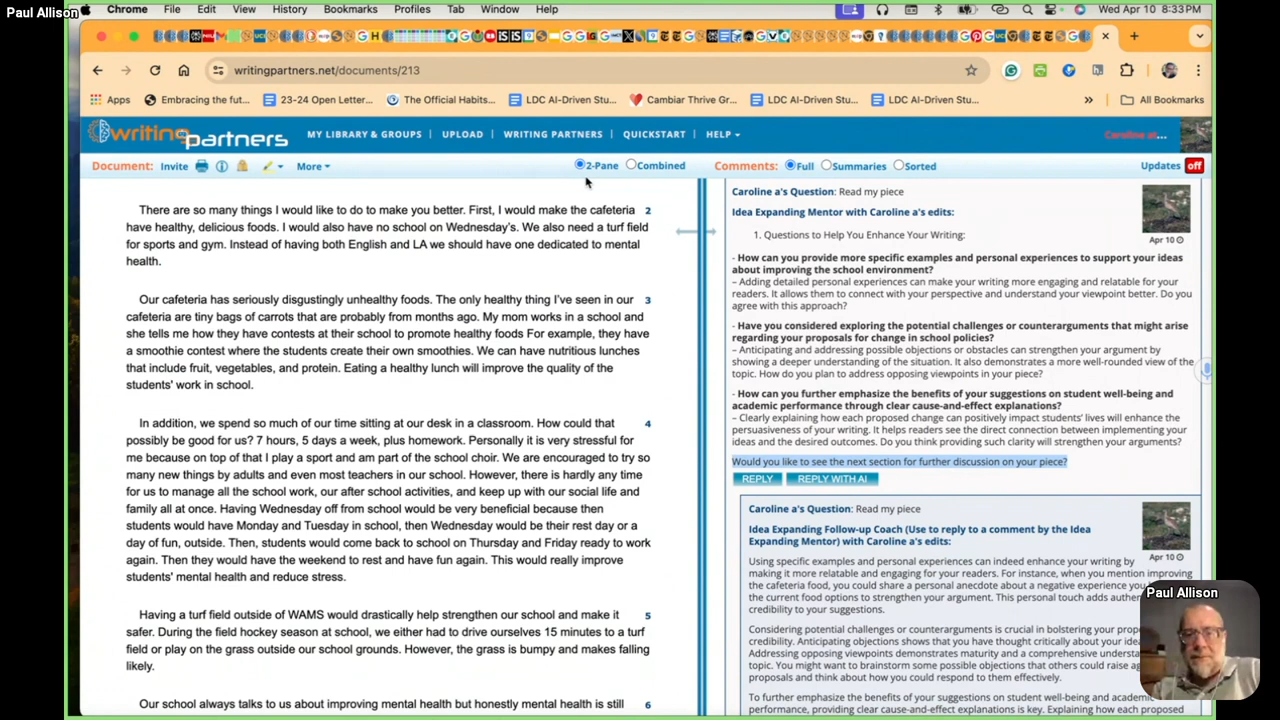 Paul Allison
Chrome File Edit View History Bookmarks Profiles Tab Window Help Wed Apr 10 8:33 PM
writingpartners.net/documents/213
Apps Embracing the fut... 23-24 Open Letter... The Official Habits... LDC AI-Driven Stu... Cambiar Thrive Gr... LDC AI-Driven Stu... LDC AI-Driven Stu... » All Bookmarks
writing partners MY LIBRARY & GROUPS UPLOAD WRITING PARTNERS QUICKSTART HELP Caroline at...
Document: Invite More 2-Pane Combined Comments: Full Summaries Sorted Updates off
There are so many things I would like to do to make you better. First, I would make the cafeteria 2
have healthy, delicious foods. I would also have no school on Wednesday's. We also need a turf field
for sports and gym. Instead of having both English and LA we should have one dedicated to mental
health.
Our cafeteria has seriously disgustingly unhealthy foods. The only healthy thing I've seen in our 3
cafeteria are tiny bags of carrots that are probably from months ago. My mom works in a school and
she tells me how they have contests at their school to promote healthy foods For example, they have
a smoothie contest where the students create their own smoothies. We can have nutritious lunches
that include fruit, vegetables, and protein. Eating a healthy lunch will improve the quality of the
students' work in school.
In addition, we spend so much of our time sitting at our desk in a classroom. How could that 4
possibly be good for us? 7 hours, 5 days a week, plus homework. Personally it is very stressful for
me because on top of that I play a sport and am part of the school choir. We are encouraged to try so
many new things by adults and even most teachers in our school. However, there is hardly any time
for us to manage all the school work, our after school activities, and keep up with our social life and
family all at once. Having Wednesday off from school would be very beneficial because then
students would have Monday and Tuesday in school, then Wednesday would be their rest day or a
day of fun, outside. Then, students would come back to school on Thursday and Friday ready to work
again. Then they would have the weekend to rest and have fun again. This would really improve
students' mental health and reduce stress.
Having a turf field outside of WAMS would drastically help strengthen our school and make it 5
safer. During the field hockey season at school, we either had to drive ourselves 15 minutes to a turf
field or play on the grass outside our school grounds. However, the grass is bumpy and makes falling
likely.
Our school always talks to us about improving mental health but honestly mental health is still 6
Caroline a's Question: Read my piece
Idea Expanding Mentor with Caroline a's edits:
Apr 10
1. Questions to Help You Enhance Your Writing:
- How can you provide more specific examples and personal experiences to support your ideas
about improving the school environment?
– Adding detailed personal experiences can make your writing more engaging and relatable for your
readers. It allows them to connect with your perspective and understand your viewpoint better. Do you
agree with this approach?
- Have you considered exploring the potential challenges or counterarguments that might arise
regarding your proposals for change in school policies?
– Anticipating and addressing possible objections or obstacles can strengthen your argument by
showing a deeper understanding of the situation. It also demonstrates a more well-rounded view of the
topic. How do you plan to address opposing viewpoints in your piece?
- How can you further emphasize the benefits of your suggestions on student well-being and
academic performance through clear cause-and-effect explanations?
– Clearly explaining how each proposed change can positively impact students' lives will enhance the
persuasiveness of your writing. It helps readers see the direct connection between implementing your
ideas and the desired outcomes. Do you think providing such clarity will strengthen your arguments?
Would you like to see the next section for further discussion on your piece?
REPLY REPLY WITH AI
Caroline a's Question: Read my piece
Idea Expanding Follow-up Coach (Use to reply to a comment by the Idea
Expanding Mentor) with Caroline a's edits:
Apr 10
Using specific examples and personal experiences can indeed enhance your writing by
making it more relatable and engaging for your readers. For instance, when you mention improving
the cafeteria food, you could share a personal anecdote about a negative experience you
the current food options to strengthen your argument. This personal touch adds
credibility to your suggestions.
Considering potential challenges or counterarguments is crucial in bolstering your
credibility. Anticipating objections shows that you have thought critically about your
Addressing opposing viewpoints demonstrates maturity and a comprehensive
topic. You might want to brainstorm some possible objections that others could raise
proposals and think about how you could respond to them effectively.
To further emphasize the benefits of your suggestions on student well-being and
performance, providing clear cause-and-effect explanations is key. Explaining how each proposed
Paul Allison